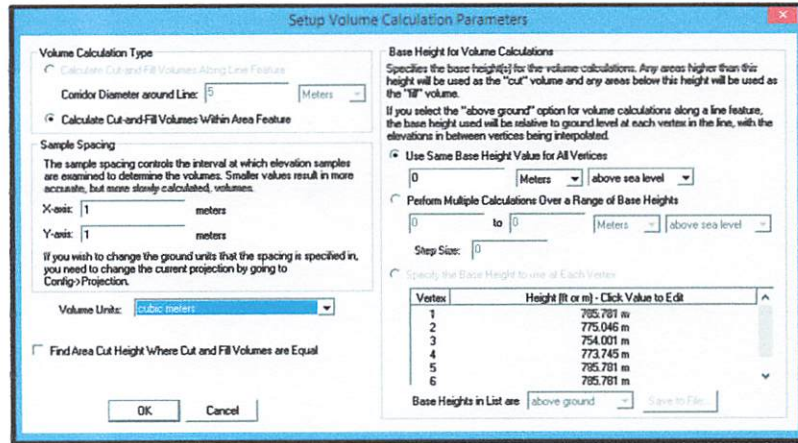 Setup Volume Calculation Parameters
Volume Calculation Type
Calculate Cut-and-Fill Volumes Along Line Feature
Corridor Diameter around Line: 5 Meters
Calculate Cut-and-Fill Volumes Within Area Feature
Sample Spacing
The sample spacing controls the interval at which elevation samples
are examined to determine the volumes. Smaller values result in more
accurate, but more slowly calculated, volumes.
X-axis: 1 meters
Y-axis: 1 meters
If you wish to change the ground units that the spacing is specified in,
you need to change the current projection by going to
Config->Projection.
Volume Units: cubic meters
Find Area Cut Height Where Cut and Fill Volumes are Equal
OK Cancel
Base Height for Volume Calculations
Specifies the base height(s) for the volume calculations. Any areas higher than this
height will be used as the "cut" volume and any areas below this height will be used as
the "fill" volume.
If you select the "above ground" option for volume calculations along a line feature,
the base height used will be relative to ground level at each vertex in the line, with the
elevations in between vertices being interpolated.
Use Same Base Height Value for All Vertices
0 Meters above sea level
Perform Multiple Calculations Over a Range of Base Heights
0 to 0 Meters above sea level
Step Size: 0
Specify the Base Height to use at Each Vertex
Vertex Height (ft or m) - Click Value to Edit
1 785.781 m
2 775.046 m
3 754.001 m
4 773.745 m
5 785.781 m
6 785.781 m
Base Heights in List are above ground Save to File...